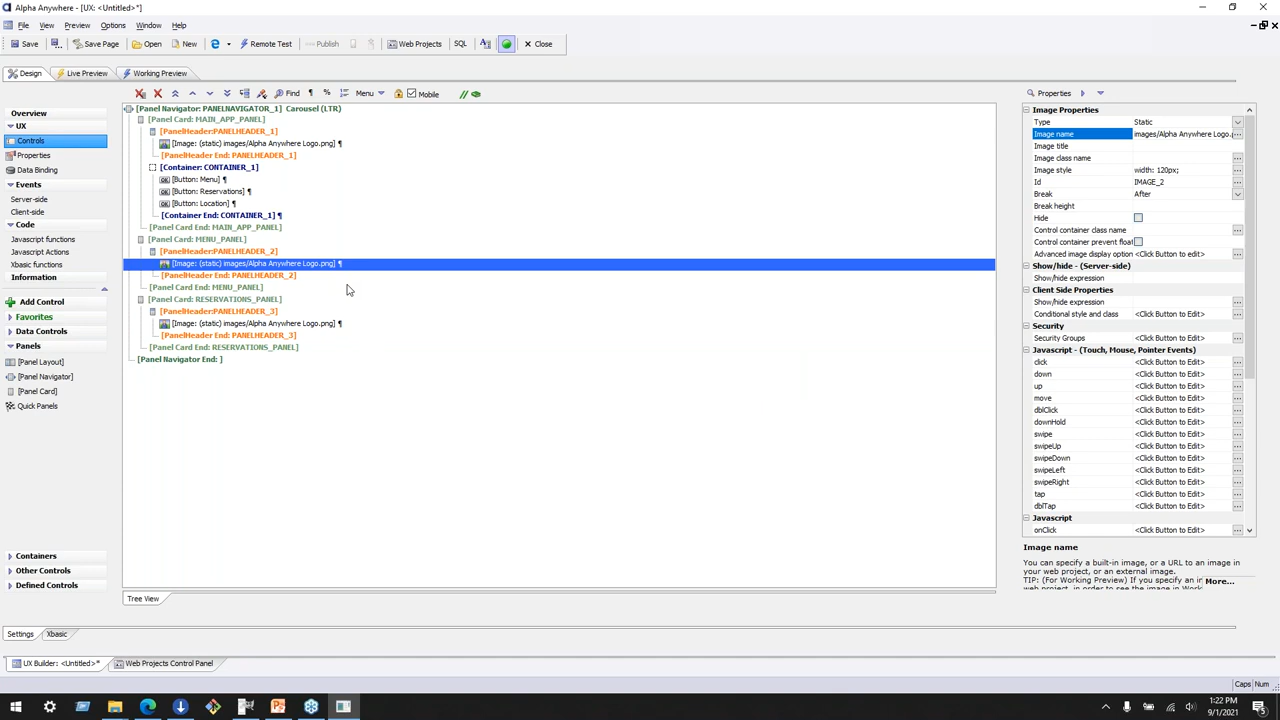 Alpha Anywhere - [UX: <Untitled>*]
File View Preview Options Window Help
Save Save Page Open New Remote Test Publish Web Projects SQL Close
Design Live Preview Working Preview
Overview
UX
Controls
Properties
Data Binding
Events
Server-side
Client-side
Code
Javascript functions
Javascript Actions
Xbasic functions
Information
Add Control
Favorites
Data Controls
Panels
[Panel Layout]
[Panel Navigator]
[Panel Card]
Quick Panels
Containers
Other Controls
Defined Controls
Find ¶ % Menu Mobile //
[Panel Navigator: PANELNAVIGATOR_1] Carousel (LTR)
[Panel Card: MAIN_APP_PANEL]
[PanelHeader:PANELHEADER_1]
[Image: (static) images/Alpha Anywhere Logo.png] ¶
[PanelHeader End: PANELHEADER_1]
[Container: CONTAINER_1]
OK [Button: Menu] ¶
OK [Button: Reservations] ¶
OK [Button: Location] ¶
[Container End: CONTAINER_1] ¶
[Panel Card End: MAIN_APP_PANEL]
[Panel Card: MENU_PANEL]
[PanelHeader:PANELHEADER_2]
[Image: (static) images/Alpha Anywhere Logo.png] ¶
[PanelHeader End: PANELHEADER_2]
[Panel Card End: MENU_PANEL]
[Panel Card: RESERVATIONS_PANEL]
[PanelHeader:PANELHEADER_3]
[Image: (static) images/Alpha Anywhere Logo.png] ¶
[PanelHeader End: PANELHEADER_3]
[Panel Card End: RESERVATIONS_PANEL]
[Panel Navigator End: ]
Tree View
Properties
Image Properties
Type Static
Image name images/Alpha Anywhere Logo.
Image title
Image class name
Image style width: 120px;
Id IMAGE_2
Break After
Break height
Hide
Control container class name
Control container prevent float
Advanced image display option <Click Button to Edit>
Show/hide - (Server-side)
Show/hide expression
Client Side Properties
Show/hide expression
Conditional style and class <Click Button to Edit>
Security
Security Groups <Click Button to Edit>
Javascript - (Touch, Mouse, Pointer Events)
click <Click Button to Edit>
down <Click Button to Edit>
up <Click Button to Edit>
move <Click Button to Edit>
dblClick <Click Button to Edit>
downHold <Click Button to Edit>
swipe <Click Button to Edit>
swipeUp <Click Button to Edit>
swipeDown <Click Button to Edit>
swipeLeft <Click Button to Edit>
swipeRight <Click Button to Edit>
tap <Click Button to Edit>
dblTap <Click Button to Edit>
Javascript
onClick <Click Button to Edit>
Image name
You can specify a built-in image, or a URL to an image in
your web project, or an external image.
TIP: (For Working Preview) If you specify an in
More...
Settings Xbasic
UX Builder: <Untitled>* Web Projects Control Panel
Caps Num
1:22 PM
9/1/2021